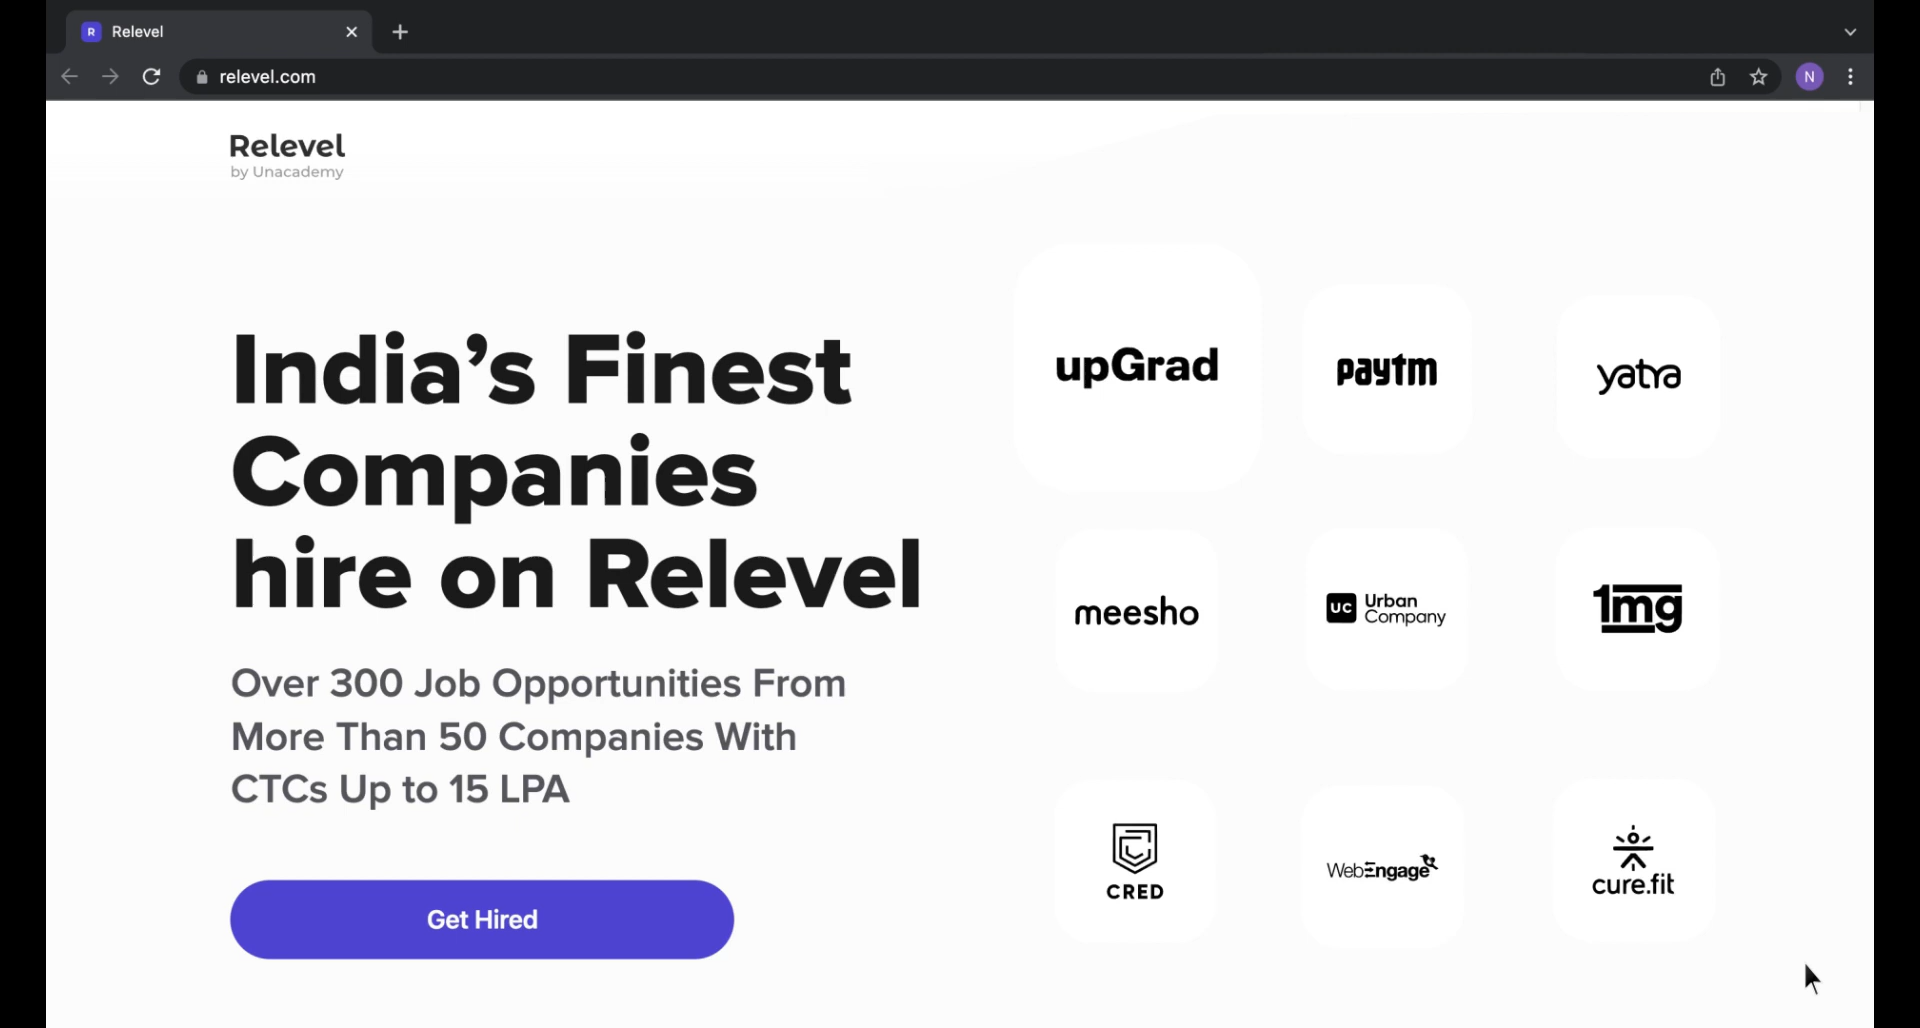 R Relevel
relevel.com
N
Relevel
by Unacademy
India's Finest
Companies
hire on Relevel
Over 300 Job Opportunities From
More Than 50 Companies With
CTCs Up to 15 LPA
Get Hired
upGrad
paytm
yatra
meesho
UC Urban
Company
1mg
CRED
WebEngage
cure.fit